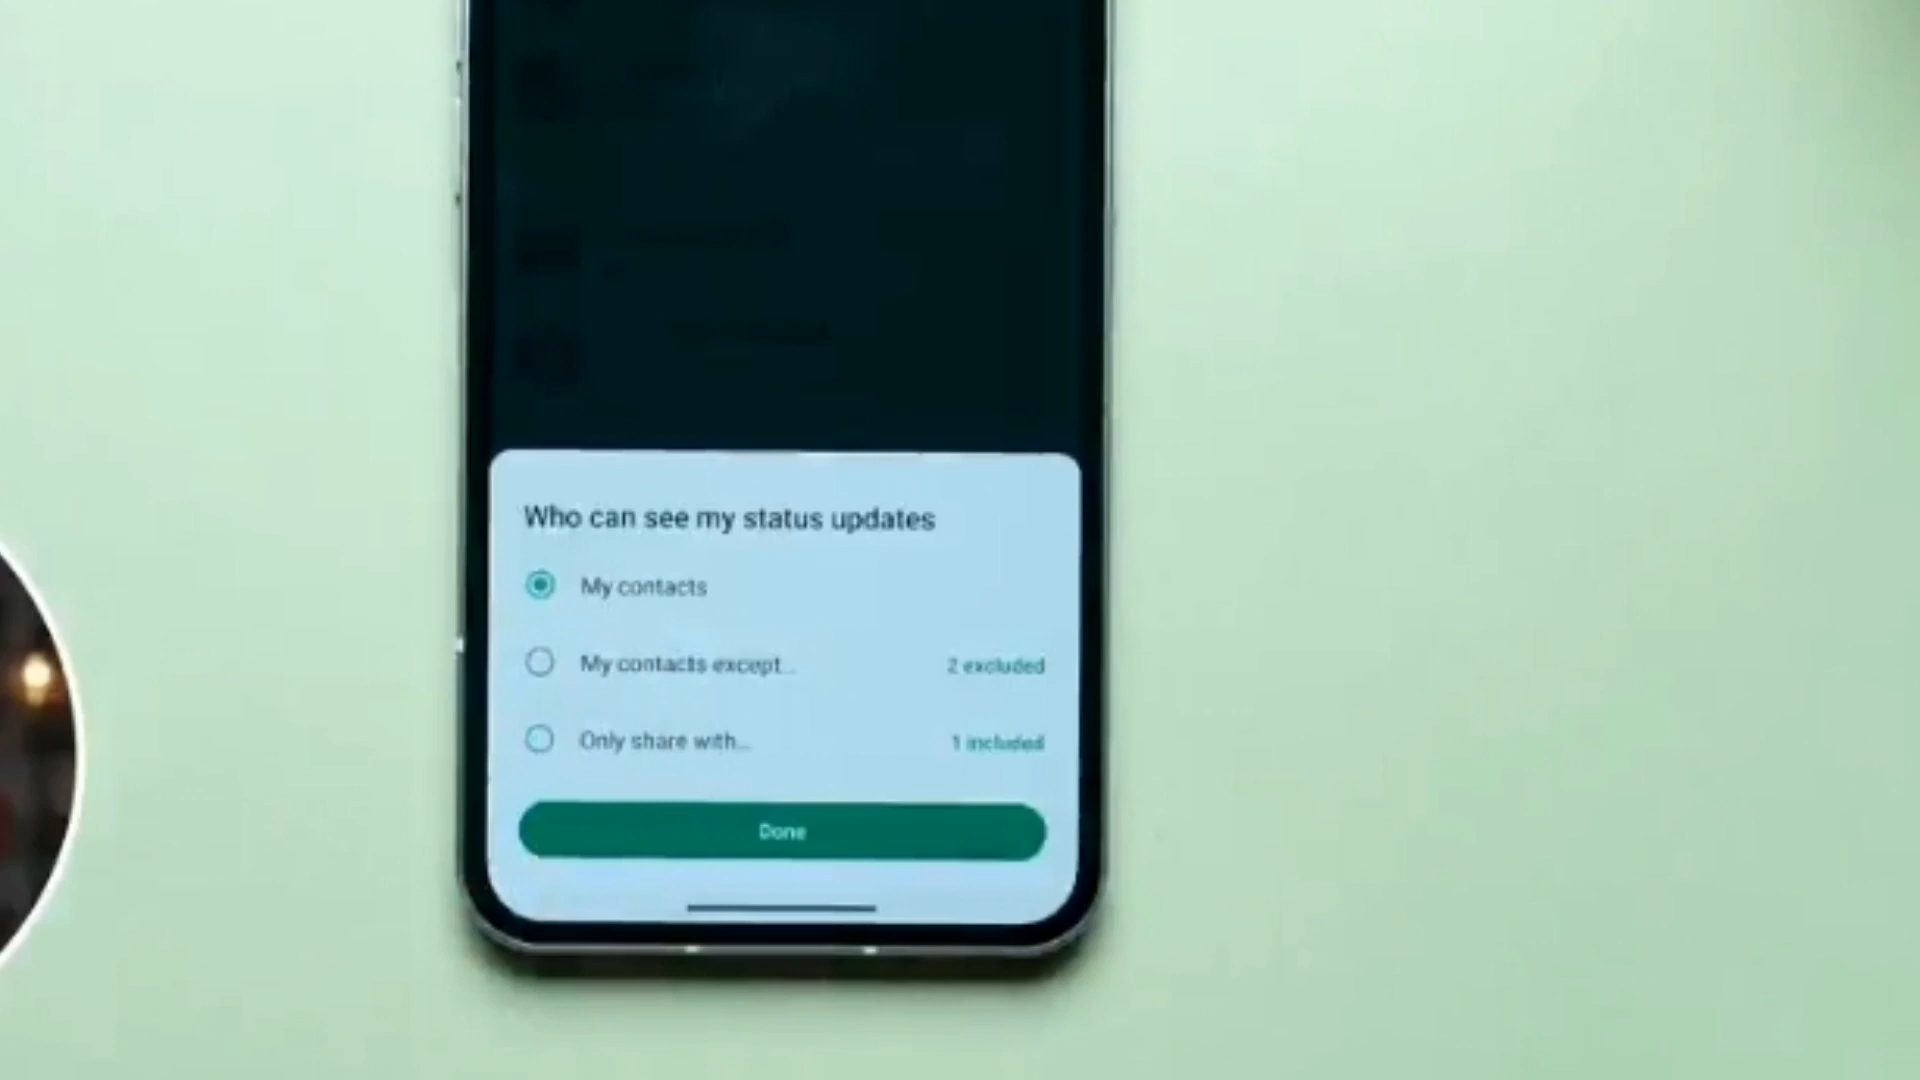 Who can see my status updates
My contacts
My contacts except...
2 excluded
Only share with...
1 included
Done